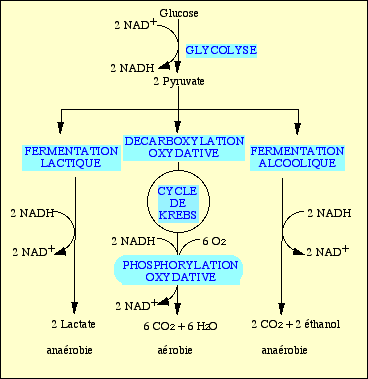 Glucose
2 NAD+
GLYCOLYSE
2 NADH
2 Pyruvate
FERMENTATION
LACTIQUE
DECARBOXYLATION
OXYDATIVE
FERMENTATION
ALCOOLIQUE
CYCLE
DE
KREBS
2 NADH
2 NAD+
2 NADH
6 O2
2 NADH
2 NAD+
PHOSPHORYLATION
OXYDATIVE
2 NAD+
2 Lactate
6 CO2 + 6 H2O
2 CO2 + 2 éthanol
anaérobie
aérobie
anaérobie